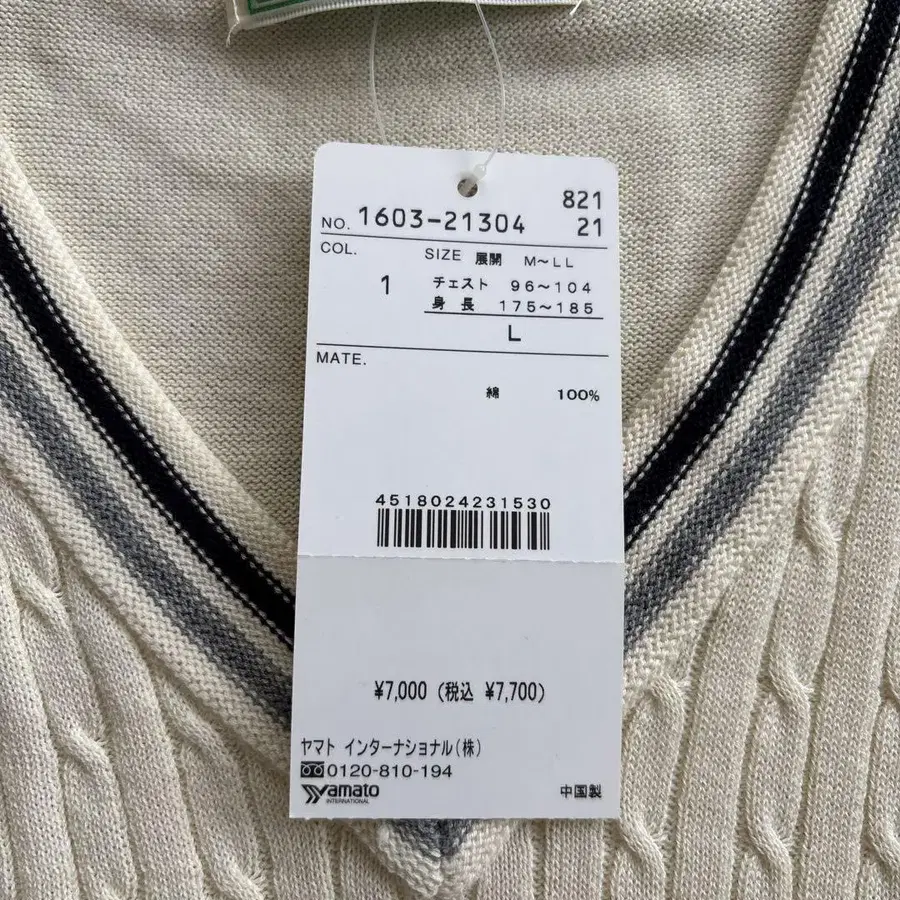 821
NO. 1603-21304 21
COL. SIZE 展開 M~LL
1 チェスト 96~104
身長 175~185
L
MATE.
綿 100%
4518024231530
¥7,000 (税込 ¥7,700)
ヤマト インターナショナル(株)
0120-810-194
Yamato
INTERNATIONAL
中国製